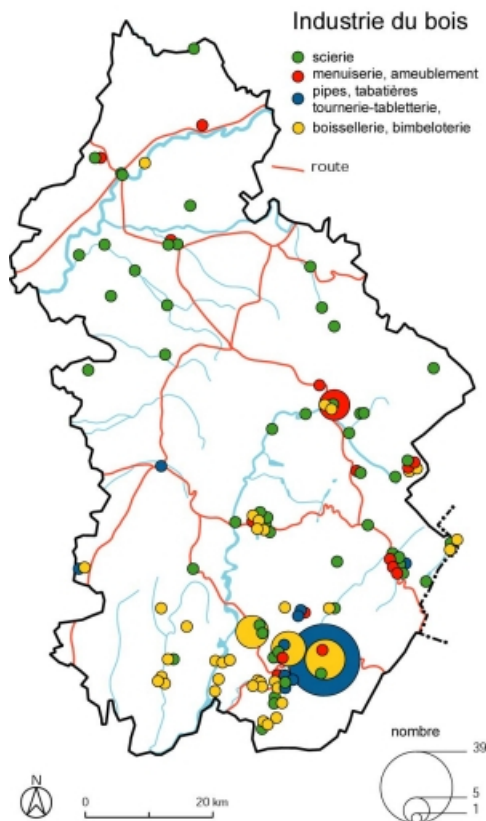 Industrie du bois
scierie
menuiserie, ameublement
pipes, tabatières
tournerie-tabletterie,
boissellerie, bimbeloterie
route
nombre
39
5
1
N
0 20 km